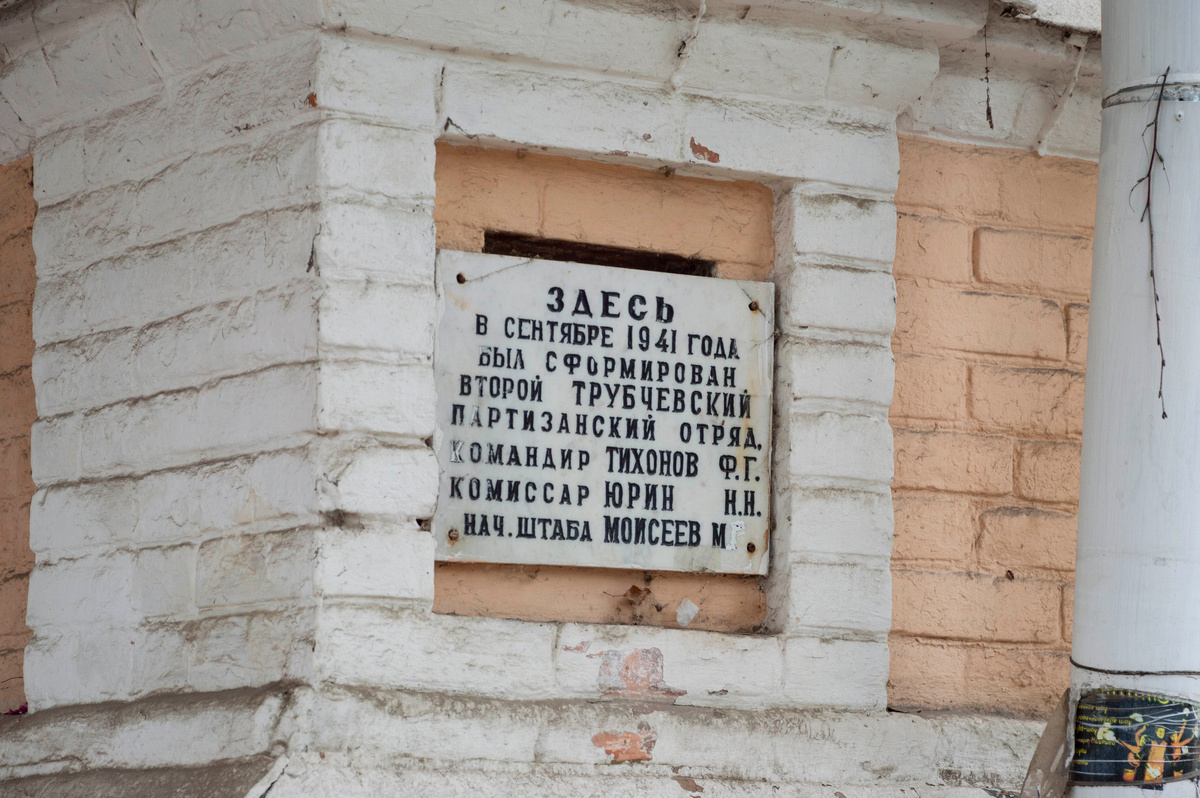 ЗДЕСЬ
В СЕНТЯБРЕ 1941 ГОДА
БЫЛ СФОРМИРОВАН
ВТОРОЙ ТРУБЧЕВСКИЙ
ПАРТИЗАНСКИЙ ОТРЯД.
КОМАНДИР ТИХОНОВ Ф.Г.
КОМИССАР ЮРИН Н.Н.
НАЧ. ШТАБА МОИСЕЕВ М Г